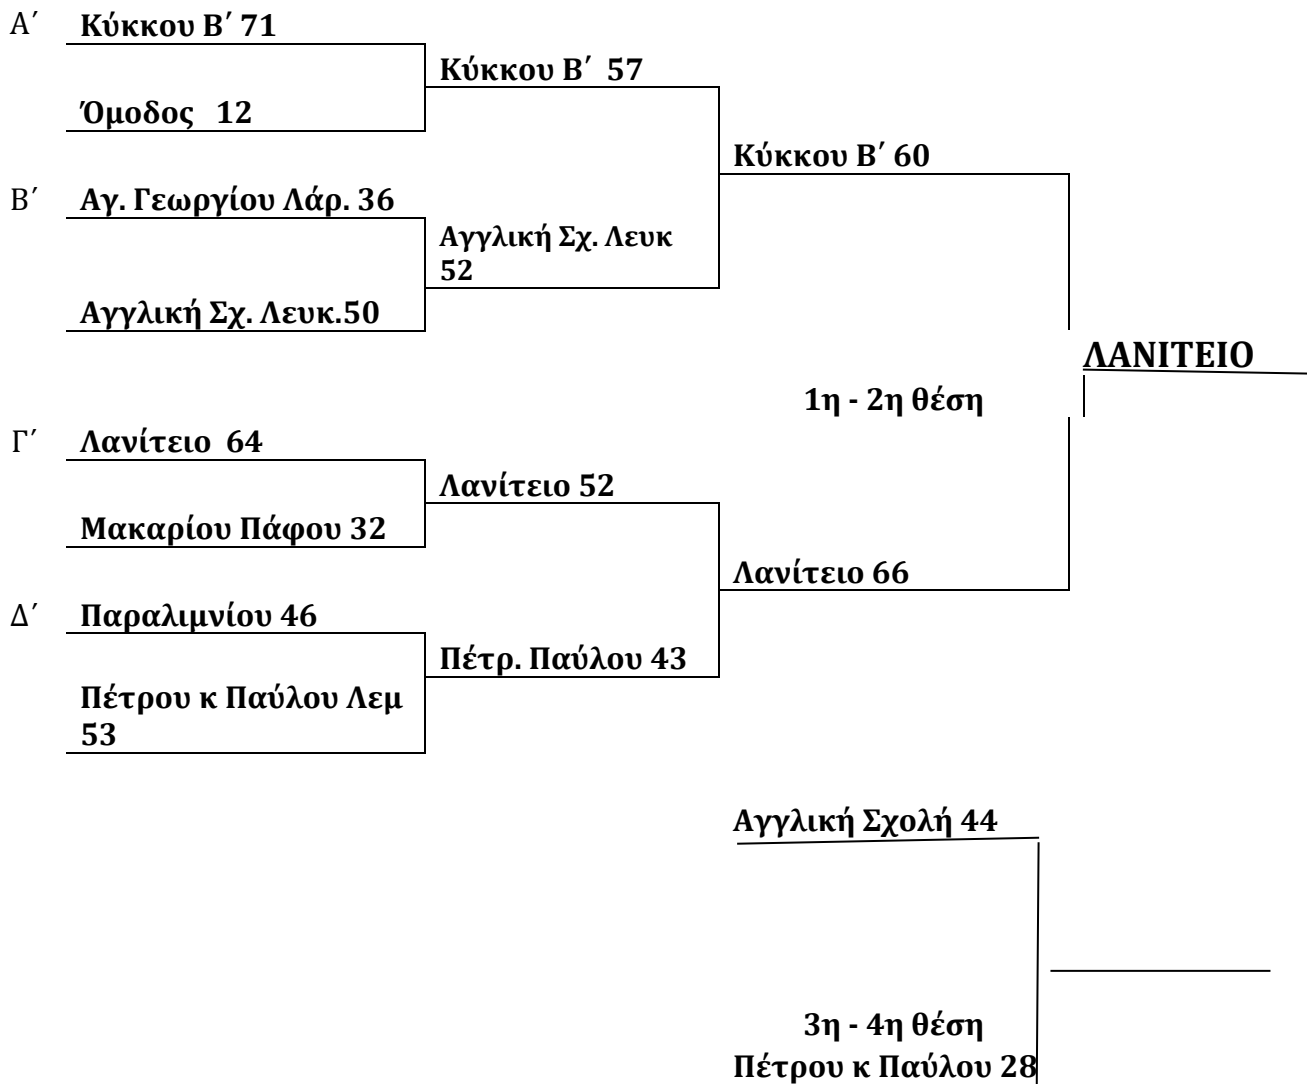 Α΄ Κύκκου Β΄ 71
Κύκκου Β΄ 57
Όμοδος 12
Κύκκου Β΄ 60
Β΄ Αγ. Γεωργίου Λάρ. 36
Αγγλική Σχ. Λευκ
52
Αγγλική Σχ. Λευκ.50
ΛΑΝΙΤΕΙΟ
1η - 2η θέση
Γ΄ Λανίτειο 64
Λανίτειο 52
Μακαρίου Πάφου 32
Λανίτειο 66
Δ΄ Παραλιμνίου 46
Πέτρ. Παύλου 43
Πέτρου κ Παύλου Λεμ
53
Αγγλική Σχολή 44
3η - 4η θέση
Πέτρου κ Παύλου 28